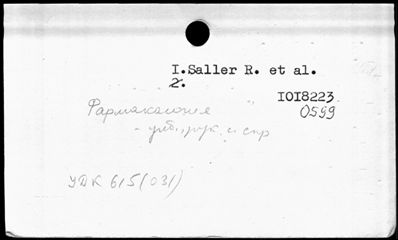 I.Saller R. et al.
2.
IOI8223
0599
Фармакология
- учеб., рук. и спр
УДК 615(031)